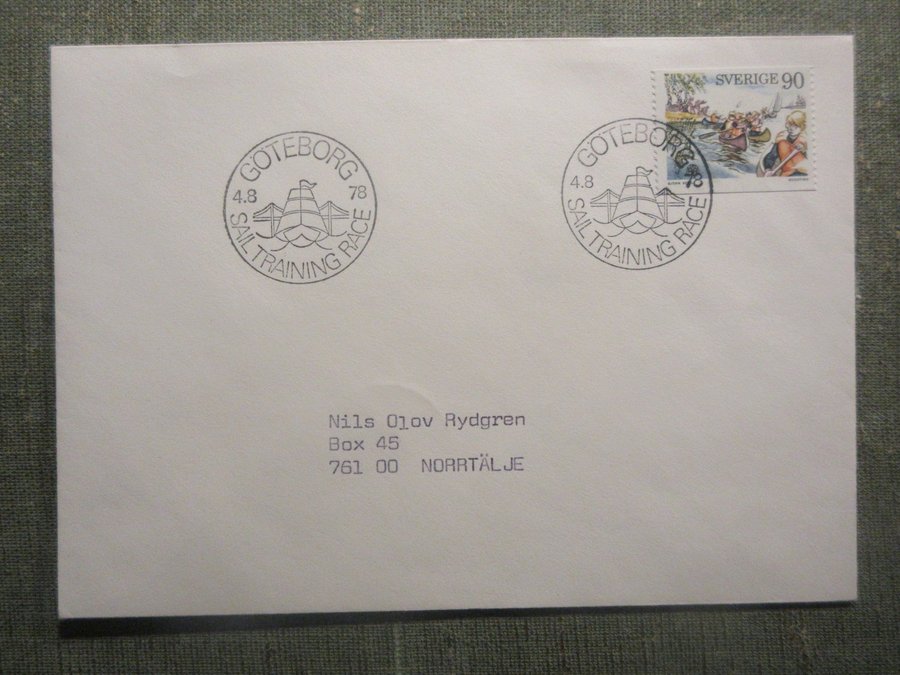 SVERIGE 90
GÖTEBORG
4.8 78
SAIL TRAINING RACE
GÖTEBORG
4.8 78
SAIL TRAINING RACE
Nils Olov Rydgren
Box 45
761 00 NORRTÄLJE